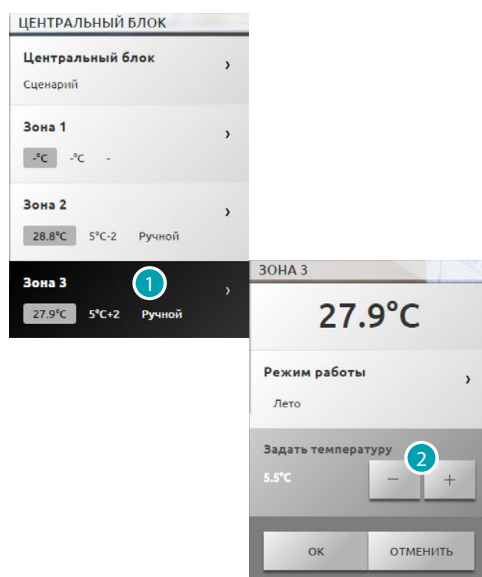 ЦЕНТРАЛЬНЫЙ БЛОК
Центральный блок
Сценарий
Зона 1
-°C -°C -
Зона 2
28.8°C 5°C-2 Ручной
Зона 3
1
27.9°C 5°C+2 Ручной
ЗОНА 3
27.9°C
Режим работы
Лето
Задать температуру
2
5.5°C
− +
ОК ОТМЕНИТЬ